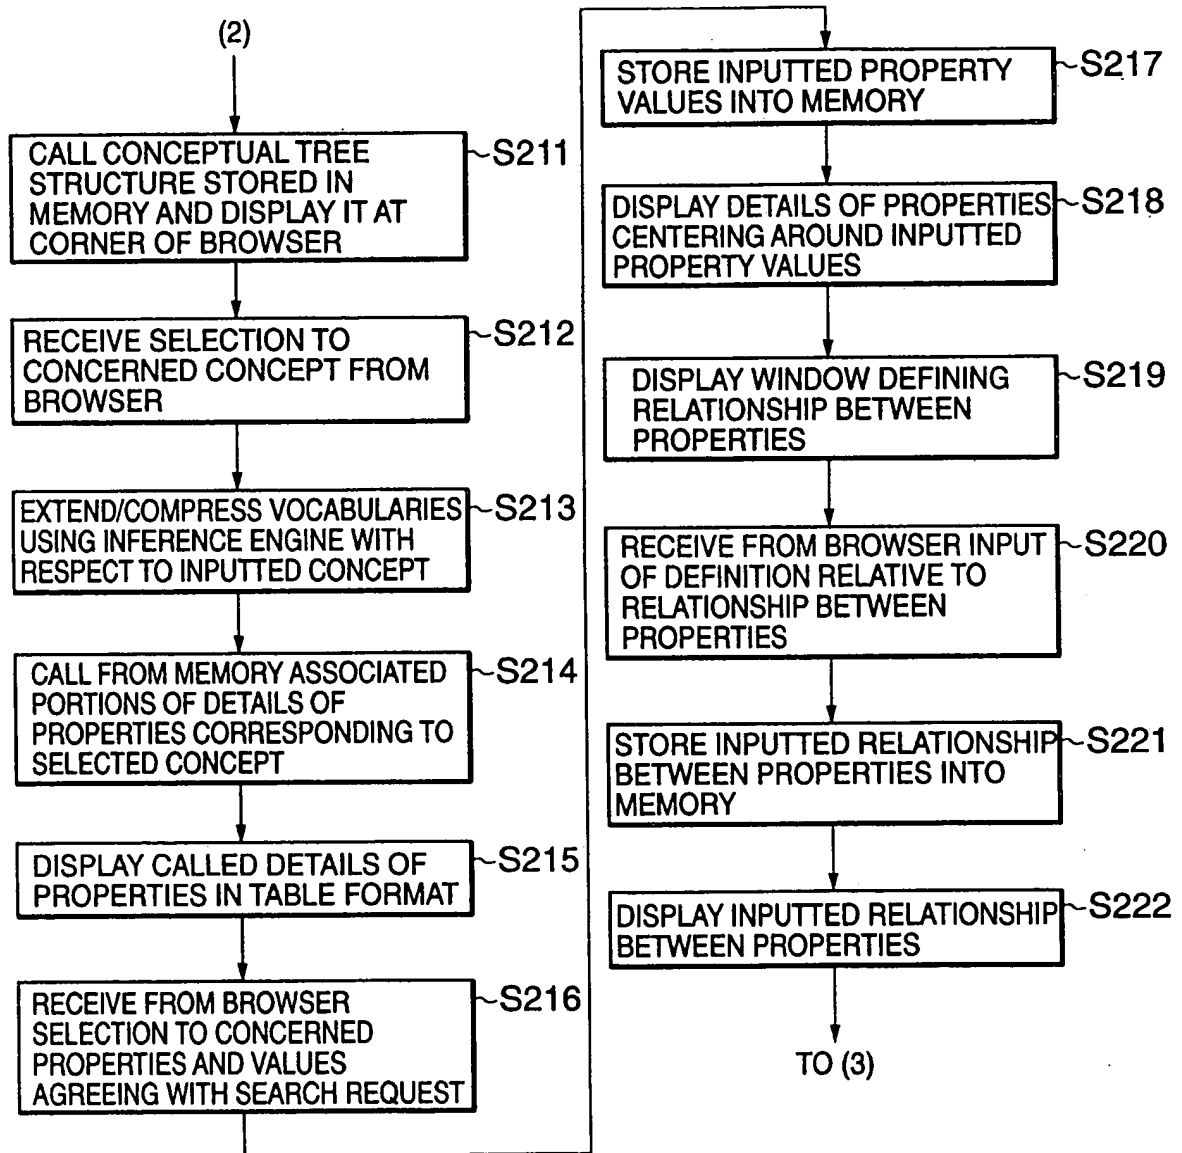 (2)
CALL CONCEPTUAL TREE
STRUCTURE STORED IN
MEMORY AND DISPLAY IT AT
CORNER OF BROWSER
S211
RECEIVE SELECTION TO
CONCERNED CONCEPT FROM
BROWSER
S212
EXTEND/COMPRESS VOCABULARIES
USING INFERENCE ENGINE WITH
RESPECT TO INPUTTED CONCEPT
S213
CALL FROM MEMORY ASSOCIATED
PORTIONS OF DETAILS OF
PROPERTIES CORRESPONDING TO
SELECTED CONCEPT
S214
DISPLAY CALLED DETAILS OF
PROPERTIES IN TABLE FORMAT
S215
RECEIVE FROM BROWSER
SELECTION TO CONCERNED
PROPERTIES AND VALUES
AGREEING WITH SEARCH REQUEST
S216
STORE INPUTTED PROPERTY
VALUES INTO MEMORY
S217
DISPLAY DETAILS OF PROPERTIES
CENTERING AROUND INPUTTED
PROPERTY VALUES
S218
DISPLAY WINDOW DEFINING
RELATIONSHIP BETWEEN
PROPERTIES
S219
RECEIVE FROM BROWSER INPUT
OF DEFINITION RELATIVE TO
RELATIONSHIP BETWEEN
PROPERTIES
S220
STORE INPUTTED RELATIONSHIP
BETWEEN PROPERTIES INTO
MEMORY
S221
DISPLAY INPUTTED RELATIONSHIP
BETWEEN PROPERTIES
S222
TO (3)